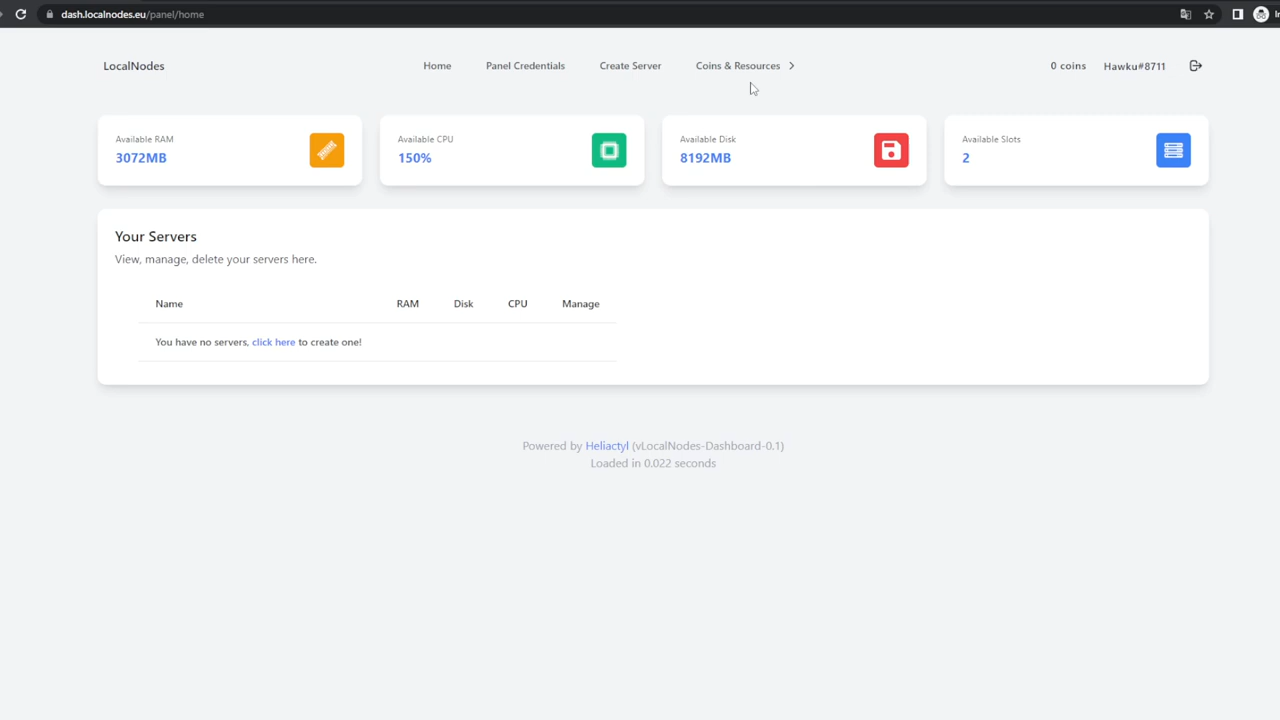 dash.localnodes.eu/panel/home
LocalNodes
Home
Panel Credentials
Create Server
Coins & Resources
0 coins
Hawku#8711
Available RAM
3072MB
Available CPU
150%
Available Disk
8192MB
Available Slots
2
Your Servers
View, manage, delete your servers here.
Name RAM Disk CPU Manage
You have no servers, click here to create one!
Powered by Heliactyl (vLocalNodes-Dashboard-0.1)
Loaded in 0.022 seconds